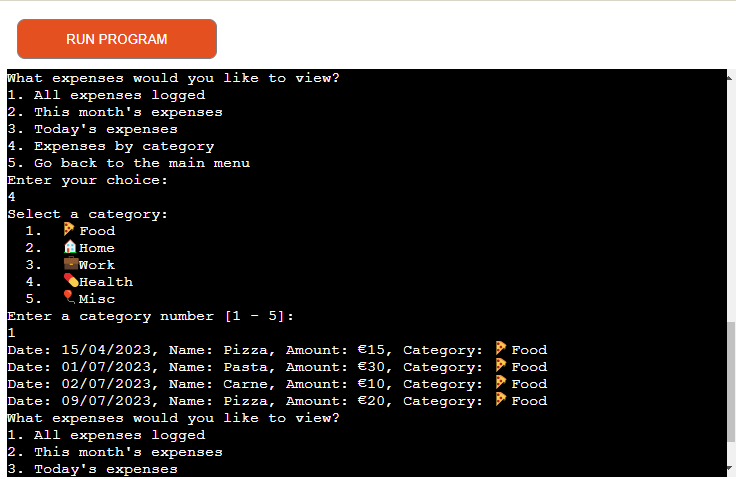 RUN PROGRAM
What expenses would you like to view?
1. All expenses logged
2. This month's expenses
3. Today's expenses
4. Expenses by category
5. Go back to the main menu
Enter your choice:
4
Select a category:
1. 🍕Food
2. 🏠Home
3. 💼Work
4. 💊Health
5. 🎈Misc
Enter a category number [1 - 5]:
1
Date: 15/04/2023, Name: Pizza, Amount: €15, Category: 🍕Food
Date: 01/07/2023, Name: Pasta, Amount: €30, Category: 🍕Food
Date: 02/07/2023, Name: Carne, Amount: €10, Category: 🍕Food
Date: 09/07/2023, Name: Pizza, Amount: €20, Category: 🍕Food
What expenses would you like to view?
1. All expenses logged
2. This month's expenses
3. Today's expenses